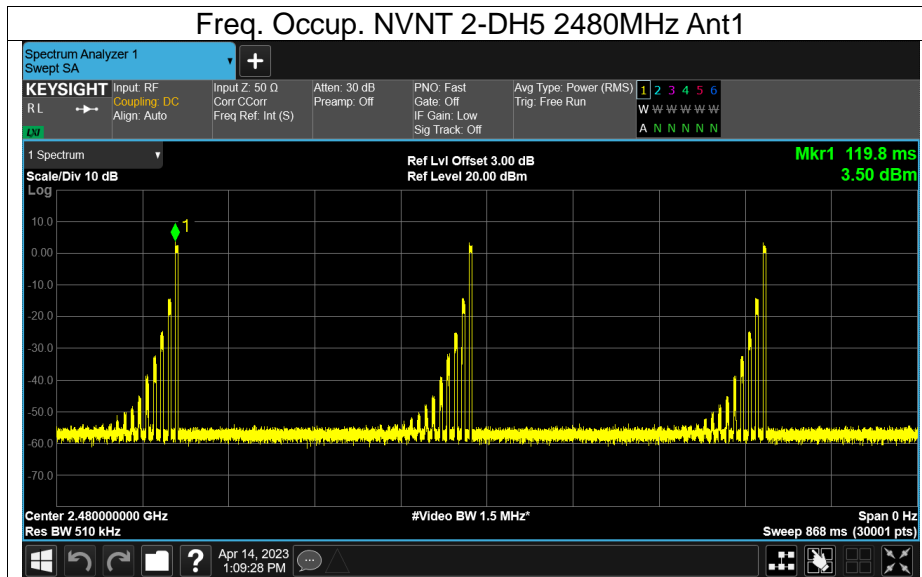 Freq. Occup. NVNT 2-DH5 2480MHz Ant1
Spectrum Analyzer 1
Swept SA
+
KEYSIGHT Input: RF Input Z: 50 Ω Atten: 30 dB PNO: Fast Avg Type: Power (RMS) 1 2 3 4 5 6
R L Coupling: DC Corr CCorr Preamp: Off Gate: Off Trig: Free Run W W W W W W
Align: Auto Freq Ref: Int (S) IF Gain: Low
LXI Sig Track: Off A N N N N N
1 Spectrum Ref Lvl Offset 3.00 dB Mkr1 119.8 ms
Scale/Div 10 dB Ref Level 20.00 dBm 3.50 dBm
Log
1
10.0
0.00
-10.0
-20.0
-30.0
-40.0
-50.0
-60.0
-70.0
Center 2.480000000 GHz #Video BW 1.5 MHz* Span 0 Hz
Res BW 510 kHz Sweep 868 ms (30001 pts)
? Apr 14, 2023
1:09:28 PM